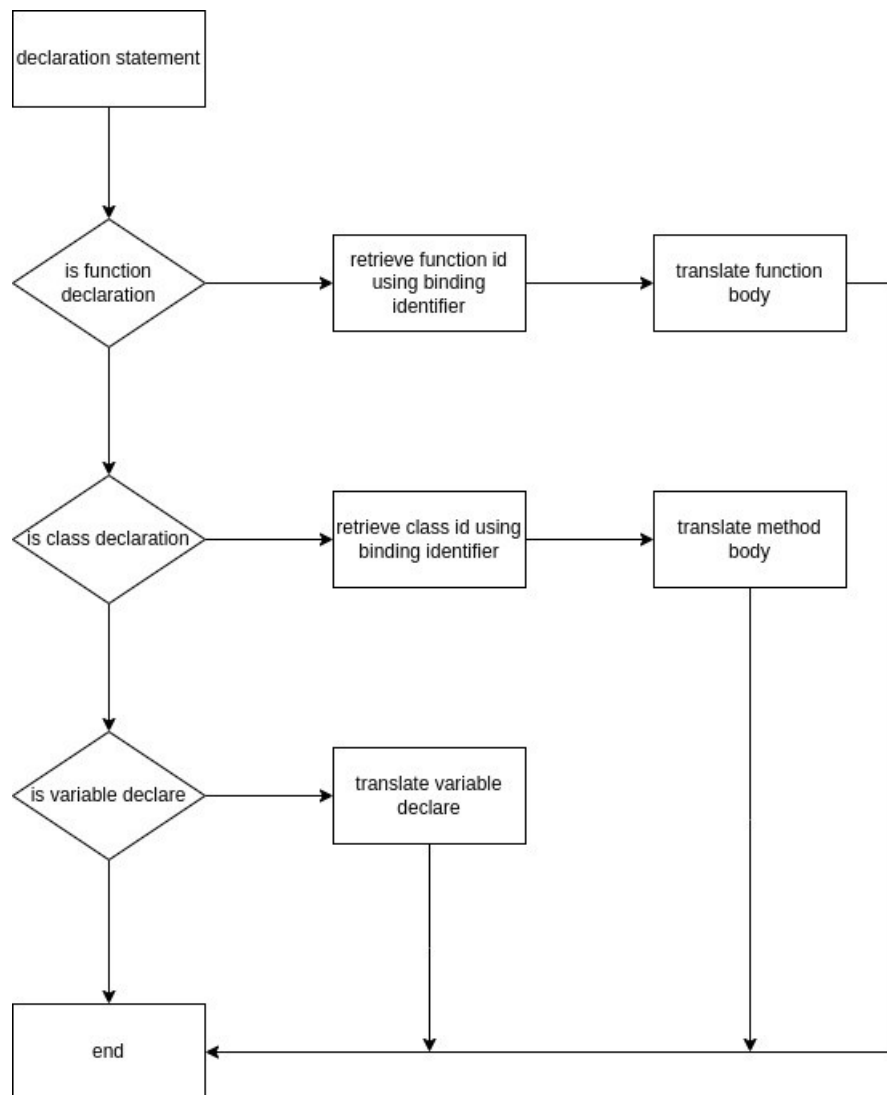 declaration statement
is function
declaration
retrieve function id
using binding
identifier
translate function
body
is class declaration
retrieve class id using
binding identifier
translate method
body
is variable declare
translate variable
declare
end